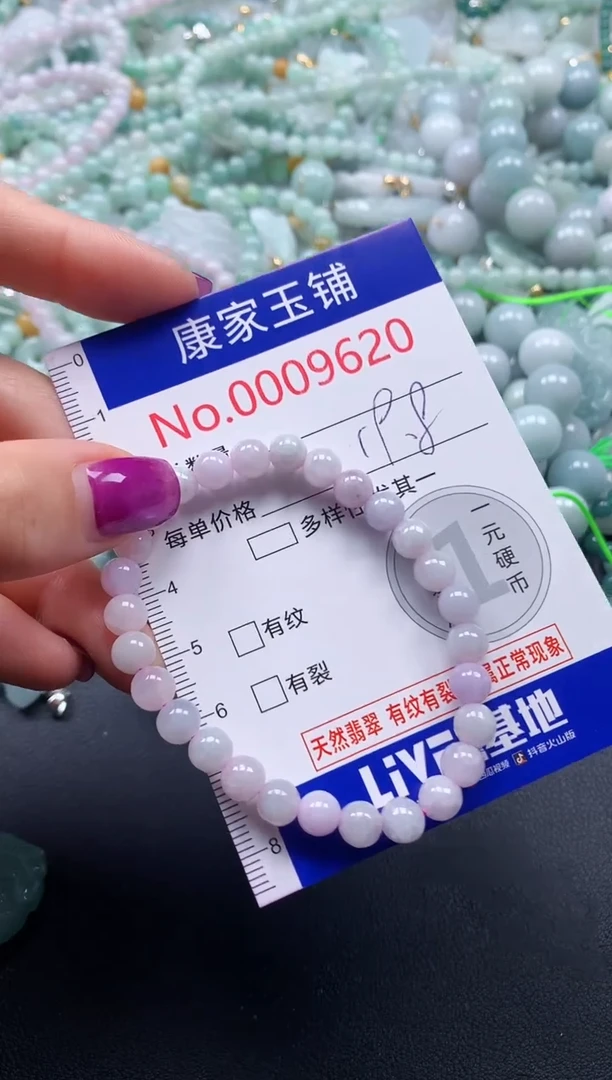 康家玉铺
No.0009620
0
1
每单价格
多样
其一
一元硬币
1
4
5
有纹
有裂
6
天然翡翠 有纹有裂 属正常现象
基地
抖音火山版
8